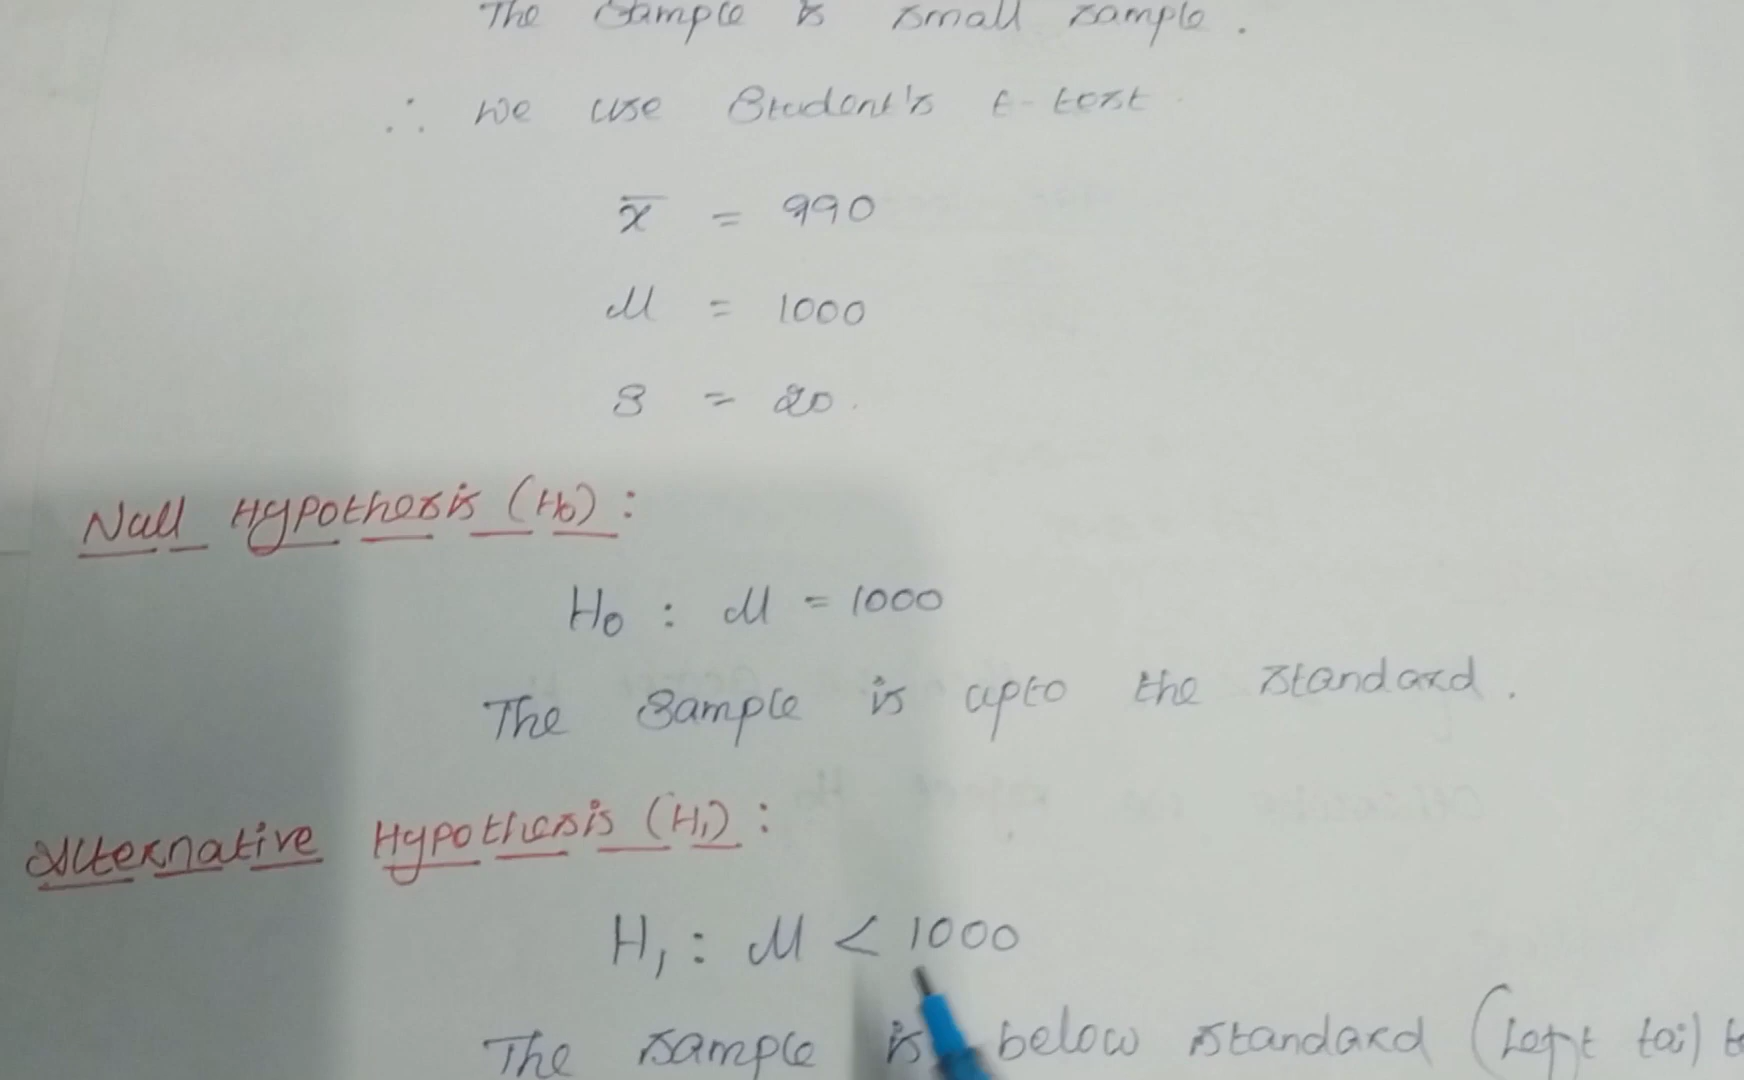 The Sample is small sample.
∴ we use Student's t-test
x̄ = 990
μ = 1000
S = 20.
Null Hypothesis (H₀) :
H₀ : μ = 1000
The Sample is upto the standard.
Alternative Hypothesis (H₁) :
H₁ : μ < 1000
The sample is below standard (Left tail